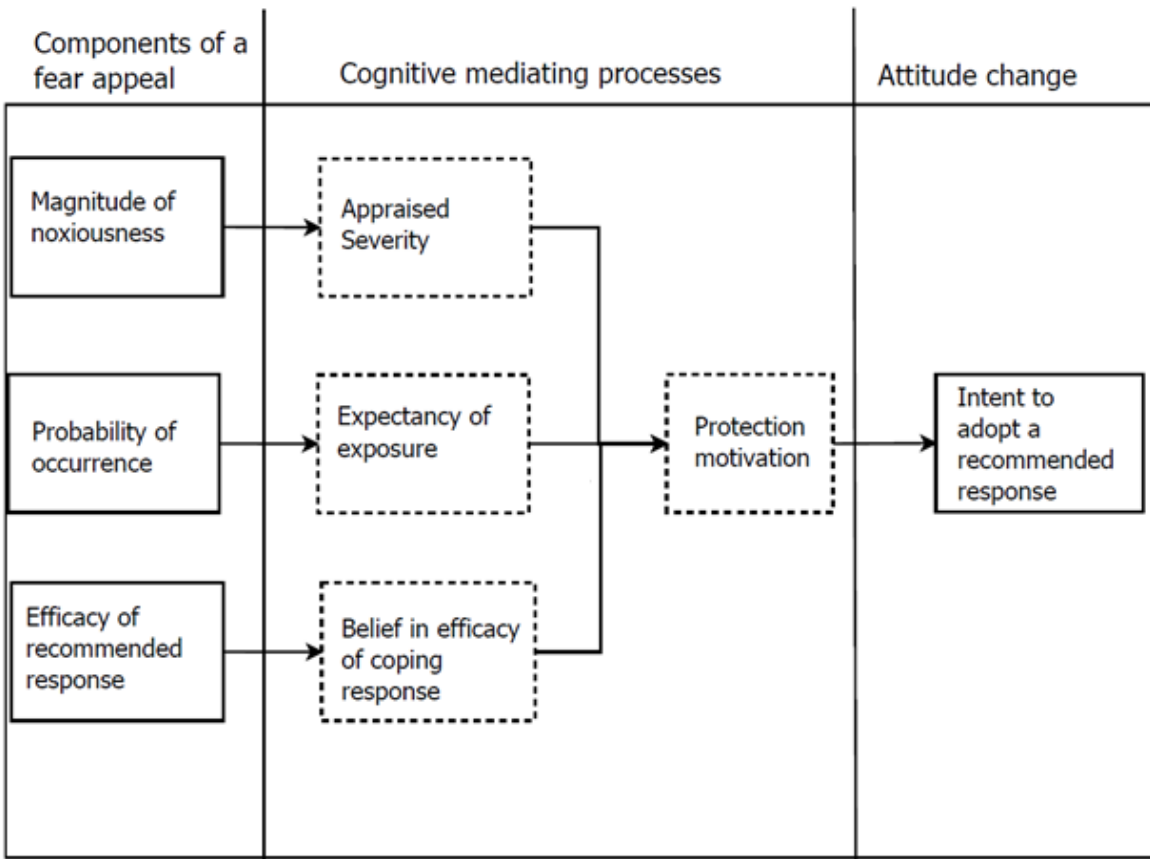 Components of a
fear appeal
Cognitive mediating processes
Attitude change
Magnitude of
noxiousness
Appraised
Severity
Probability of
occurrence
Expectancy of
exposure
Protection
motivation
Intent to
adopt a
recommended
response
Efficacy of
recommended
response
Belief in efficacy
of coping
response